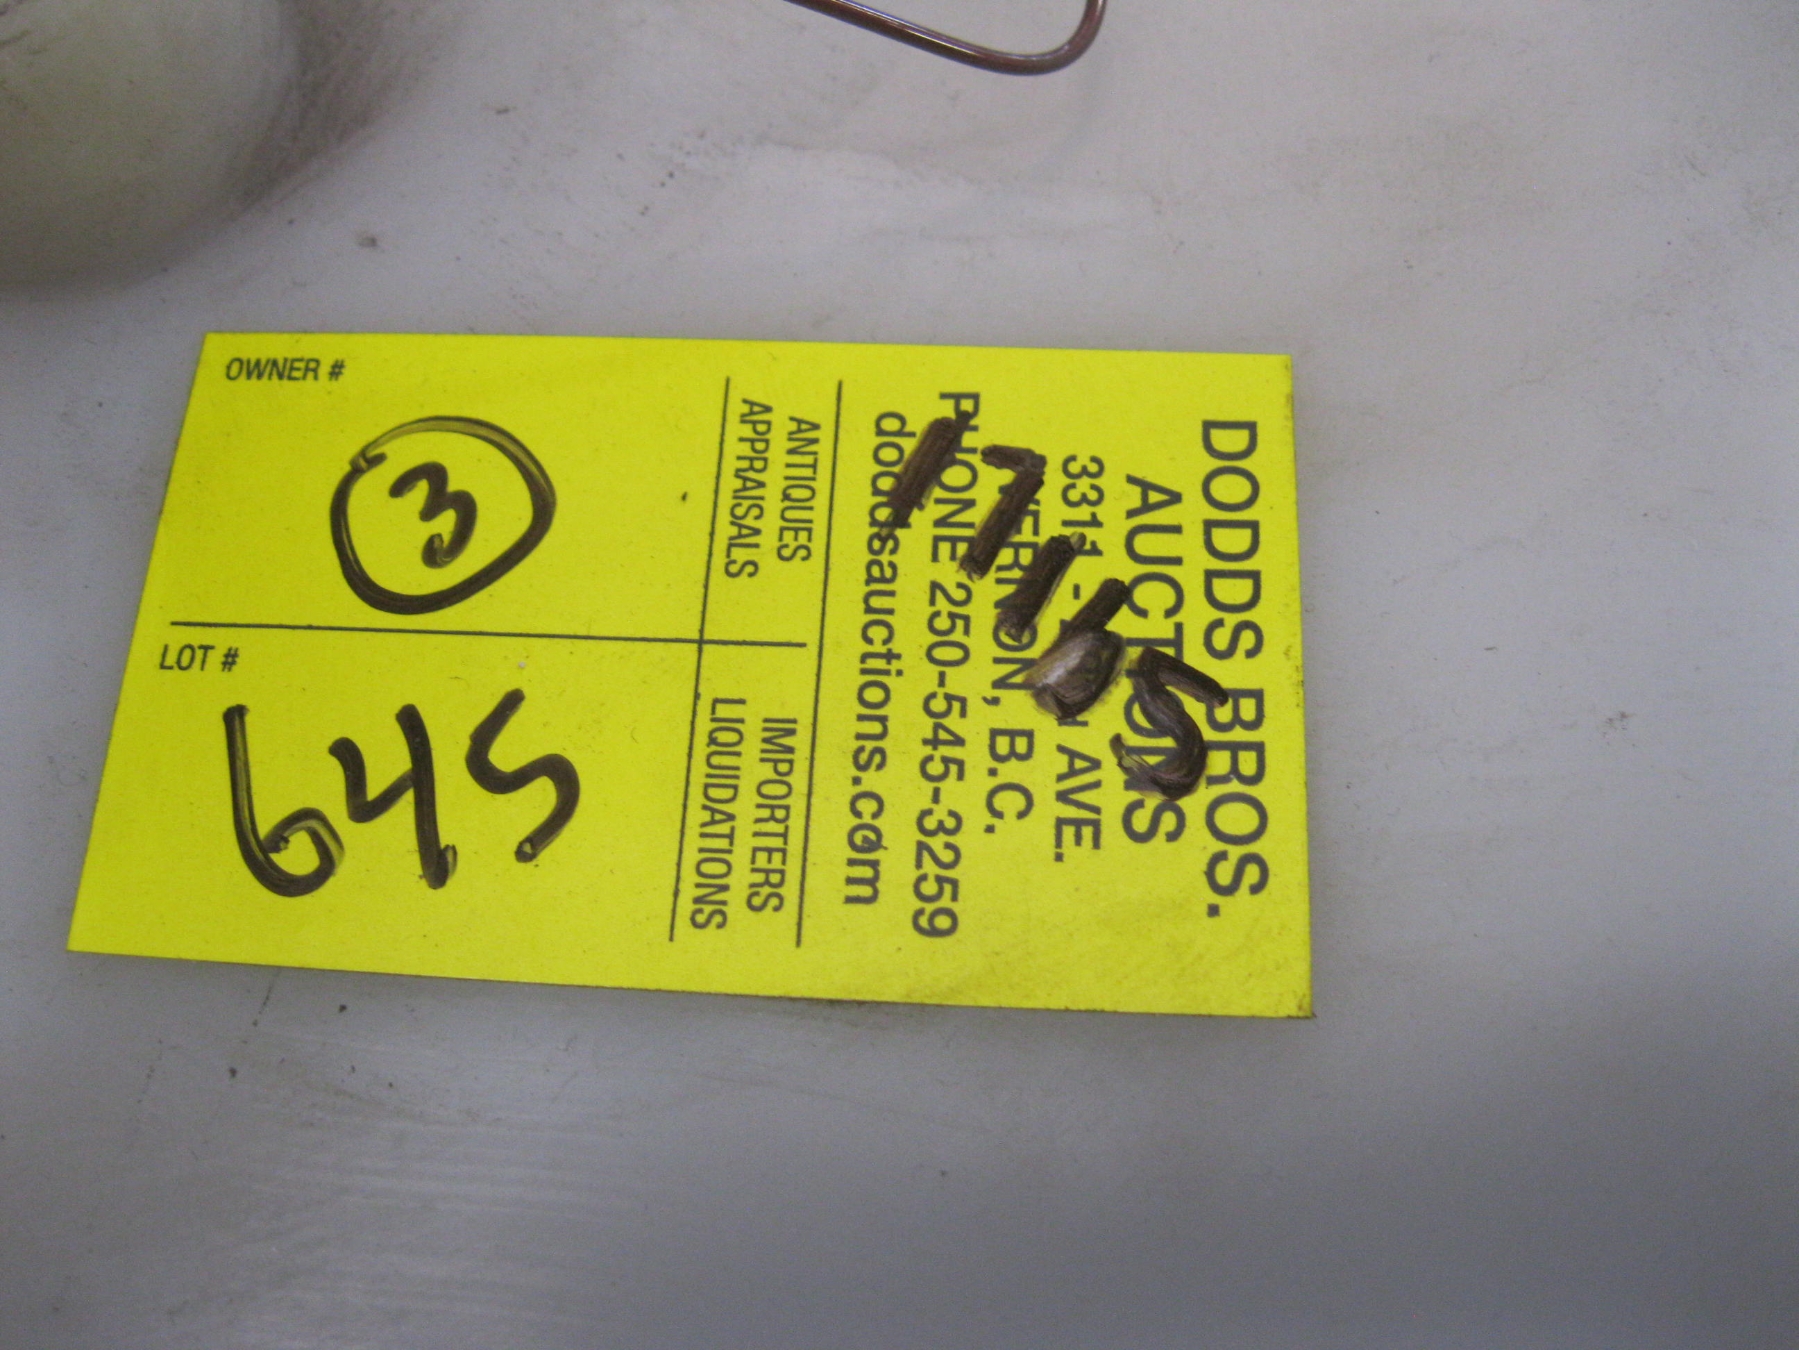 DODDS BROS.
AUCTIONS
3311 - AVE.
VERNON, B.C.
PHONE 250-545-3259
doddsauctions.com
ANTIQUES IMPORTERS
APPRAISALS LIQUIDATIONS
OWNER #
3
LOT #
645